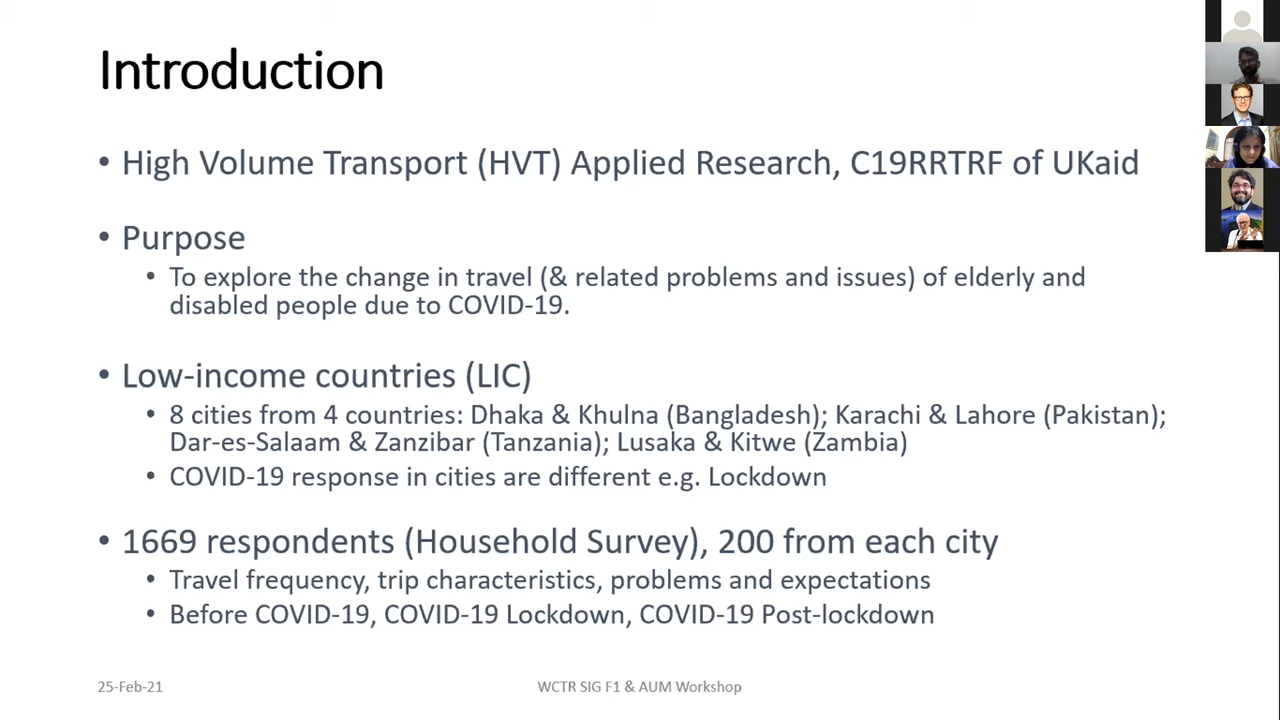 Introduction
• High Volume Transport (HVT) Applied Research, C19RRTRF of UKaid
• Purpose
• To explore the change in travel (& related problems and issues) of elderly and
disabled people due to COVID-19.
• Low-income countries (LIC)
• 8 cities from 4 countries: Dhaka & Khulna (Bangladesh); Karachi & Lahore (Pakistan);
Dar-es-Salaam & Zanzibar (Tanzania); Lusaka & Kitwe (Zambia)
• COVID-19 response in cities are different e.g. Lockdown
• 1669 respondents (Household Survey), 200 from each city
• Travel frequency, trip characteristics, problems and expectations
• Before COVID-19, COVID-19 Lockdown, COVID-19 Post-lockdown
25-Feb-21
WCTR SIG F1 & AUM Workshop